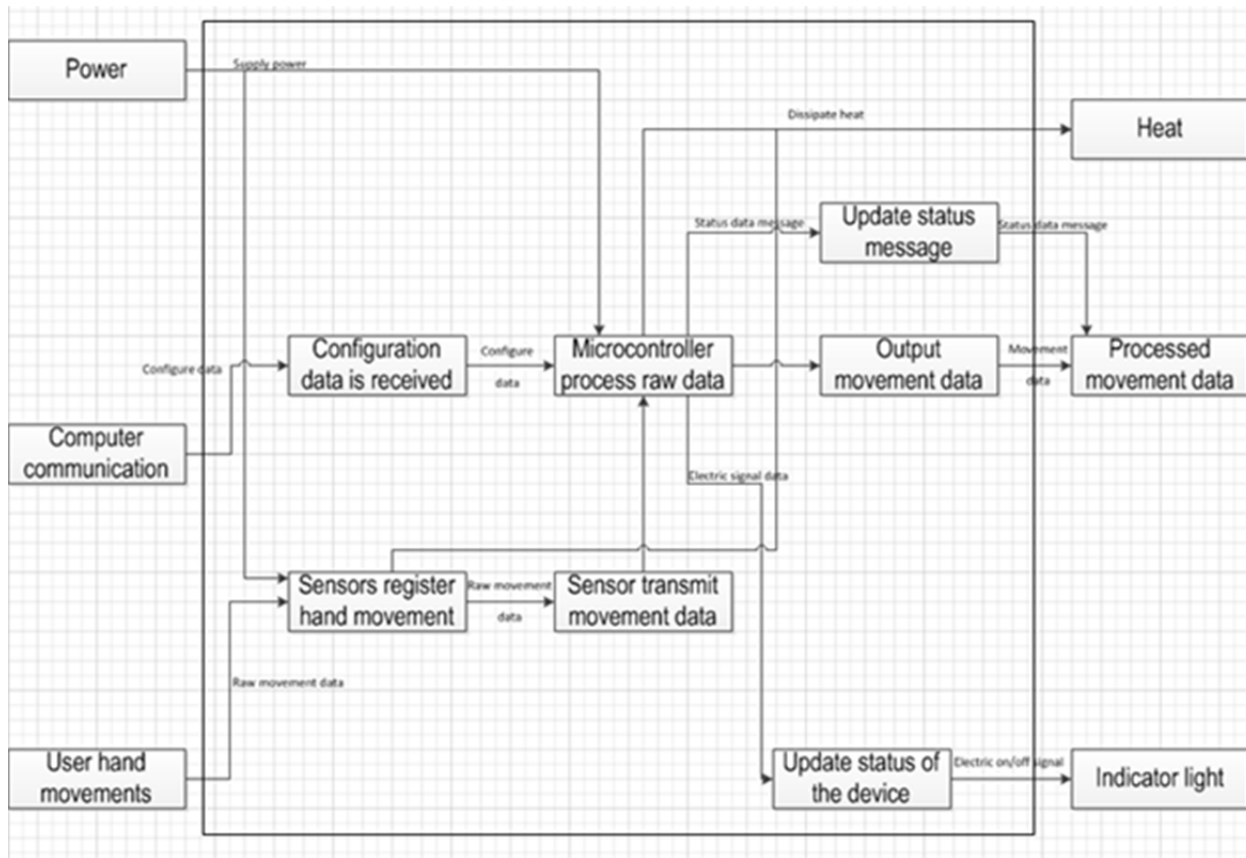 Power
Supply power
Dissipate heat
Heat
Status data message
Update status
message
Status data message
Configure data
Configuration
data is received
Configure
data
Microcontroller
process raw data
Output
movement data
Movement
data
Processed
movement data
Computer
communication
Electric signal data
Sensors register
hand movement
Raw movement
data
Sensor transmit
movement data
Raw movement data
User hand
movements
Update status of
the device
Electric on/off signal
Indicator light